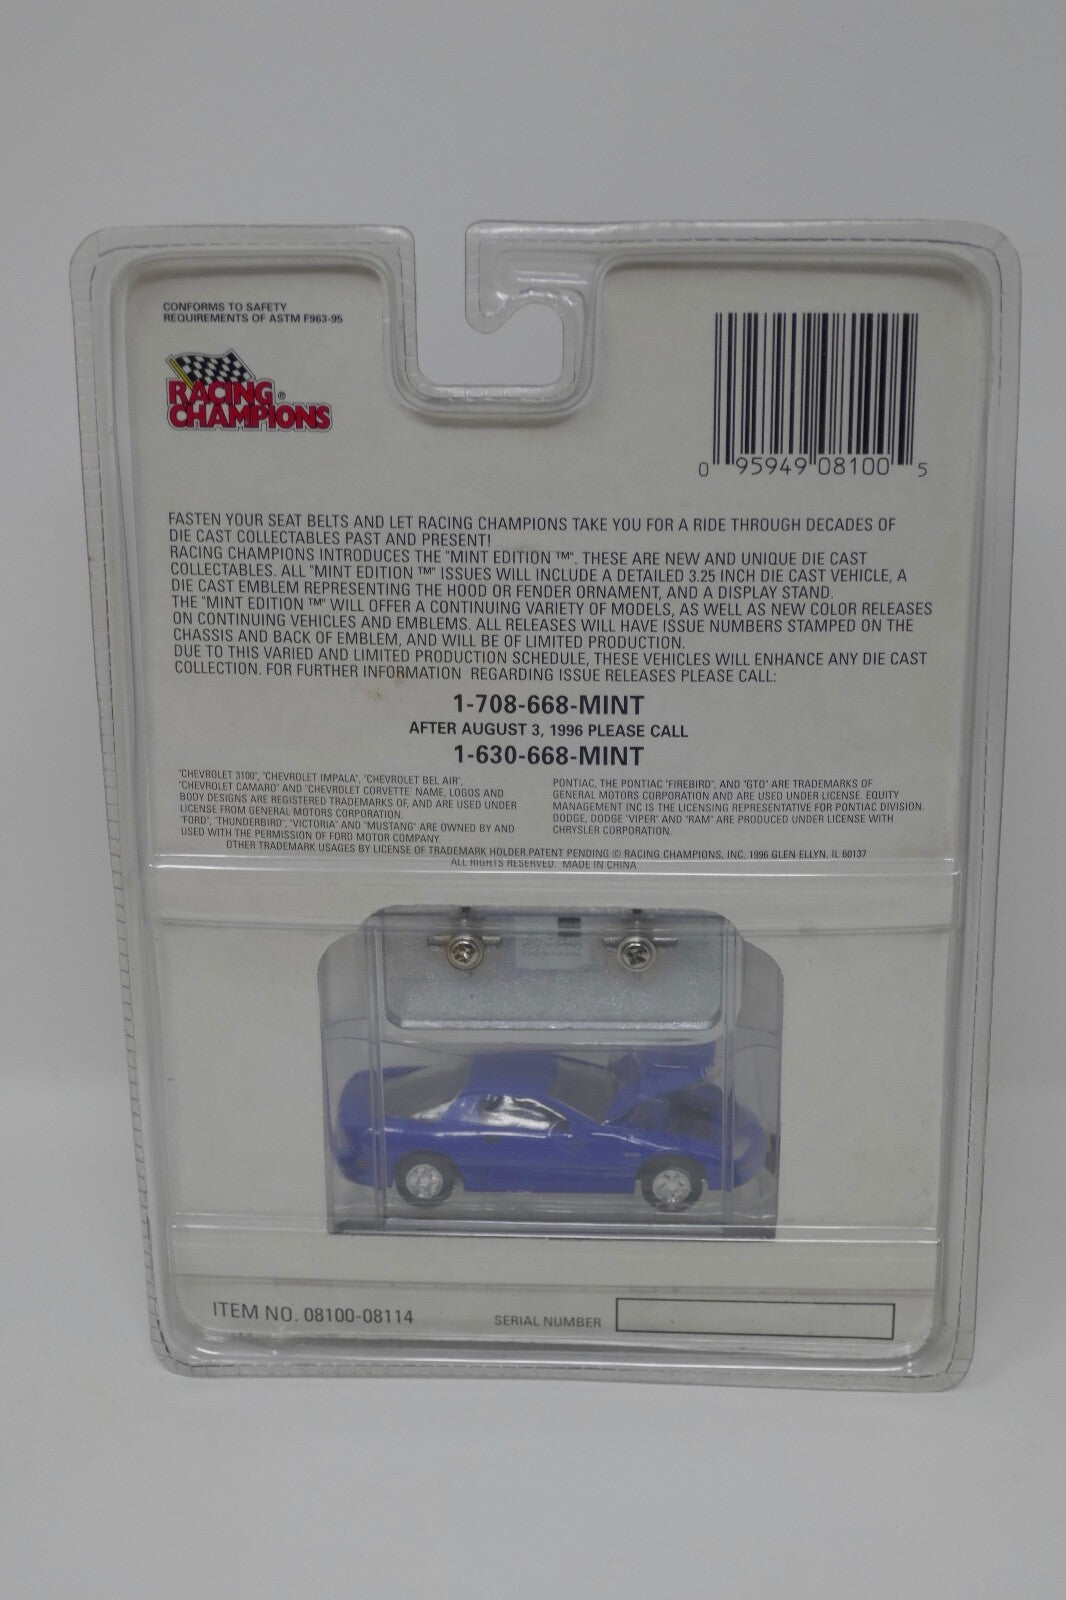 CONFORMS TO SAFETY
REQUIREMENTS OF ASTM F963-95
RACING ®
CHAMPIONS
0 95949 08100 5
FASTEN YOUR SEAT BELTS AND LET RACING CHAMPIONS TAKE YOU FOR A RIDE THROUGH DECADES OF
DIE CAST COLLECTABLES PAST AND PRESENT!
RACING CHAMPIONS INTRODUCES THE "MINT EDITION ™". THESE ARE NEW AND UNIQUE DIE CAST
COLLECTABLES. ALL "MINT EDITION ™" ISSUES WILL INCLUDE A DETAILED 3.25 INCH DIE CAST VEHICLE, A
DIE CAST EMBLEM REPRESENTING THE HOOD OR FENDER ORNAMENT, AND A DISPLAY STAND.
THE "MINT EDITION ™" WILL OFFER A CONTINUING VARIETY OF MODELS, AS WELL AS NEW COLOR RELEASES
ON CONTINUING VEHICLES AND EMBLEMS. ALL RELEASES WILL HAVE ISSUE NUMBERS STAMPED ON THE
CHASSIS AND BACK OF EMBLEM, AND WILL BE OF LIMITED PRODUCTION.
DUE TO THIS VARIED AND LIMITED PRODUCTION SCHEDULE, THESE VEHICLES WILL ENHANCE ANY DIE CAST
COLLECTION. FOR FURTHER INFORMATION REGARDING ISSUE RELEASES PLEASE CALL:
1-708-668-MINT
AFTER AUGUST 3, 1996 PLEASE CALL
1-630-668-MINT
"CHEVROLET 3100", "CHEVROLET IMPALA", "CHEVROLET BEL AIR",
"CHEVROLET CAMARO" AND "CHEVROLET CORVETTE" NAME, LOGOS AND
BODY DESIGNS ARE REGISTERED TRADEMARKS OF, AND ARE USED UNDER
LICENSE FROM GENERAL MOTORS CORPORATION.
"FORD", "THUNDERBIRD", "VICTORIA" AND "MUSTANG" ARE OWNED BY AND
USED WITH THE PERMISSION OF FORD MOTOR COMPANY.
PONTIAC, THE PONTIAC "FIREBIRD", AND "GTO" ARE TRADEMARKS OF
GENERAL MOTORS CORPORATION AND ARE USED UNDER LICENSE. EQUITY
MANAGEMENT INC IS THE LICENSING REPRESENTATIVE FOR PONTIAC DIVISION.
DODGE, DODGE "VIPER" AND "RAM" ARE PRODUCED UNDER LICENSE WITH
CHRYSLER CORPORATION.
OTHER TRADEMARK USAGES BY LICENSE OF TRADEMARK HOLDER.PATENT PENDING © RACING CHAMPIONS, INC. 1996 GLEN ELLYN, IL 60137
ALL RIGHTS RESERVED. MADE IN CHINA
ITEM NO. 08100-08114
SERIAL NUMBER